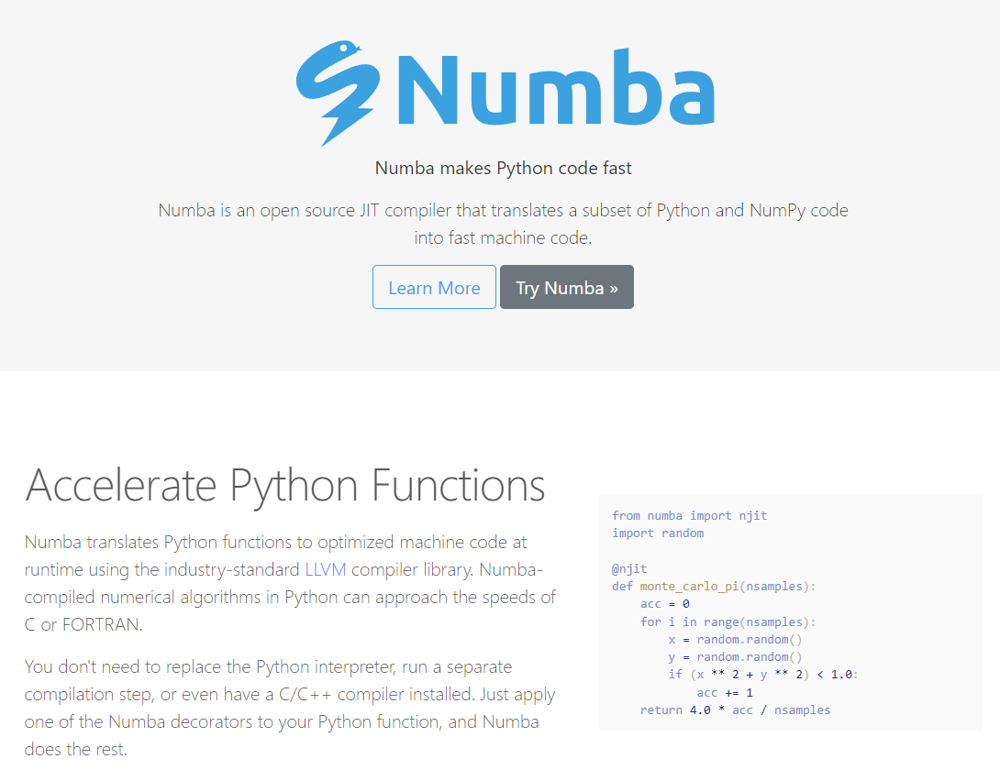 Numba
Numba makes Python code fast
Numba is an open source JIT compiler that translates a subset of Python and NumPy code
into fast machine code.
Learn More
Try Numba »
Accelerate Python Functions
Numba translates Python functions to optimized machine code at
runtime using the industry-standard LLVM compiler library. Numba-
compiled numerical algorithms in Python can approach the speeds of
C or FORTRAN.
You don't need to replace the Python interpreter, run a separate
compilation step, or even have a C/C++ compiler installed. Just apply
one of the Numba decorators to your Python function, and Numba
does the rest.
from numba import njit
import random

@njit
def monte_carlo_pi(nsamples):
    acc = 0
    for i in range(nsamples):
        x = random.random()
        y = random.random()
        if (x ** 2 + y ** 2) < 1.0:
            acc += 1
    return 4.0 * acc / nsamples